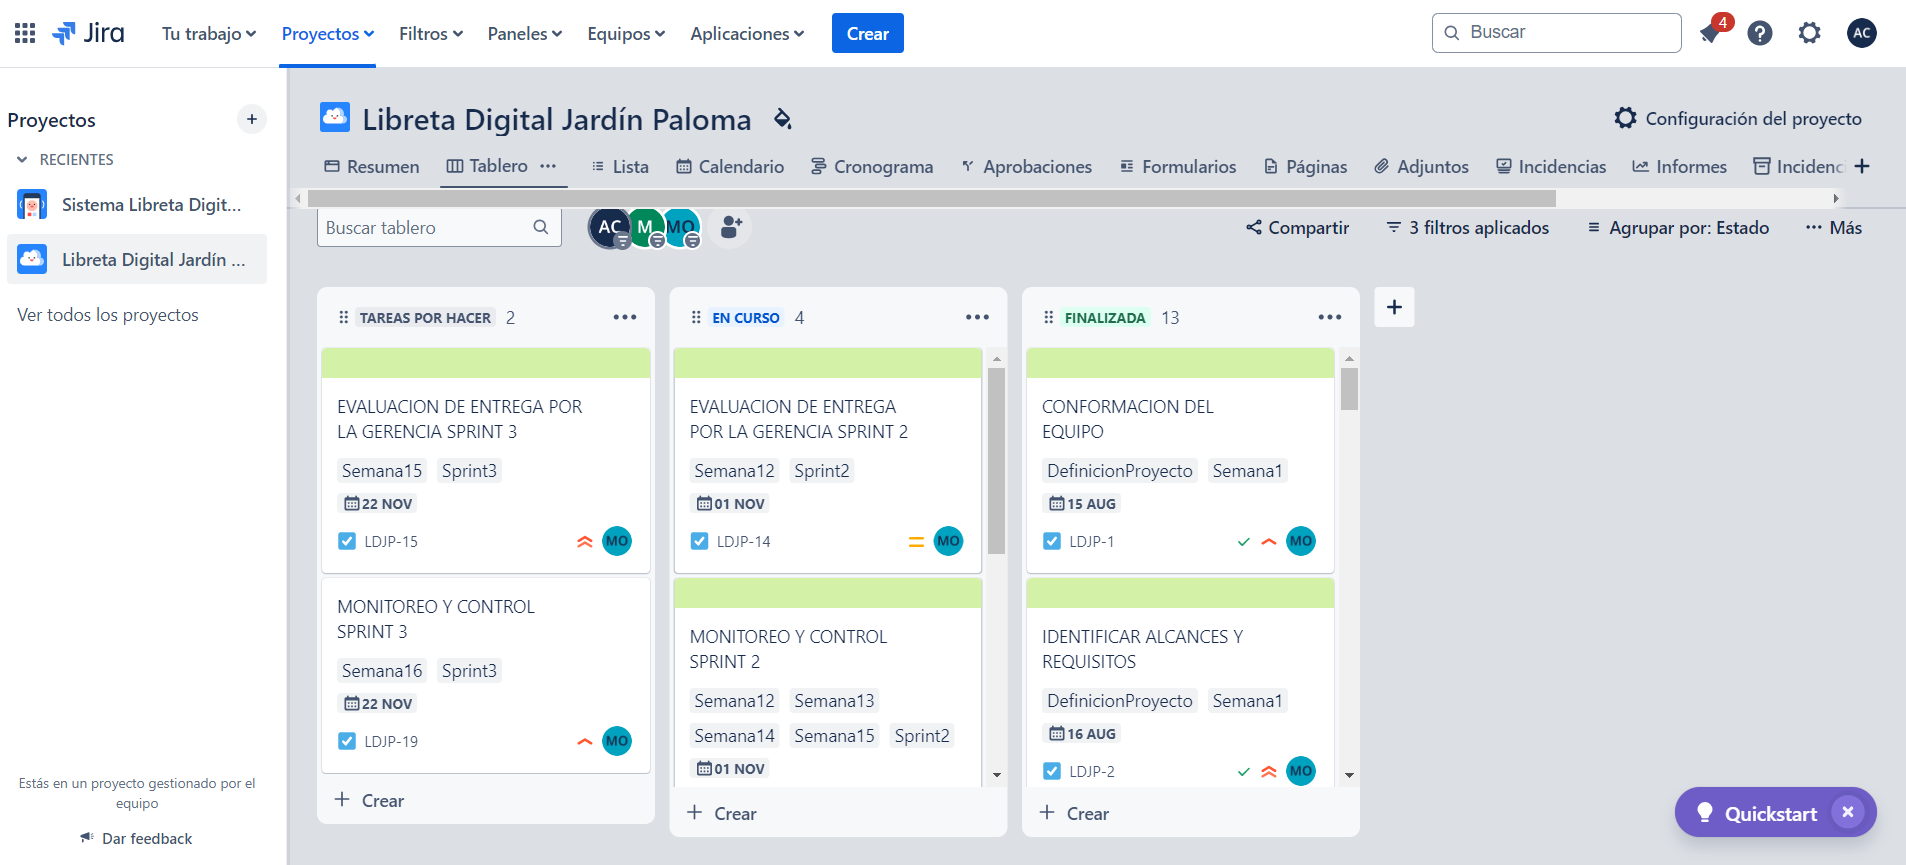 Jira
Tu trabajo
Proyectos
Filtros
Paneles
Equipos
Aplicaciones
Crear
Buscar
4
AC
Proyectos
RECIENTES
Sistema Libreta Digit...
Libreta Digital Jardín ...
Ver todos los proyectos
Estás en un proyecto gestionado por el
equipo
Dar feedback
Libreta Digital Jardín Paloma
Configuración del proyecto
Resumen
Tablero
Lista
Calendario
Cronograma
Aprobaciones
Formularios
Páginas
Adjuntos
Incidencias
Informes
Incidenc
Buscar tablero
AC
M
MO
Compartir
3 filtros aplicados
Agrupar por: Estado
Más
TAREAS POR HACER 2
EVALUACION DE ENTREGA POR
LA GERENCIA SPRINT 3
Semana15 Sprint3
22 NOV
LDJP-15 MO
MONITOREO Y CONTROL
SPRINT 3
Semana16 Sprint3
22 NOV
LDJP-19 MO
Crear
EN CURSO 4
EVALUACION DE ENTREGA
POR LA GERENCIA SPRINT 2
Semana12 Sprint2
01 NOV
LDJP-14 MO
MONITOREO Y CONTROL
SPRINT 2
Semana12 Semana13
Semana14 Semana15 Sprint2
01 NOV
Crear
FINALIZADA 13
CONFORMACION DEL
EQUIPO
DefinicionProyecto Semana1
15 AUG
LDJP-1 MO
IDENTIFICAR ALCANCES Y
REQUISITOS
DefinicionProyecto Semana1
16 AUG
LDJP-2 MO
Crear
Quickstart